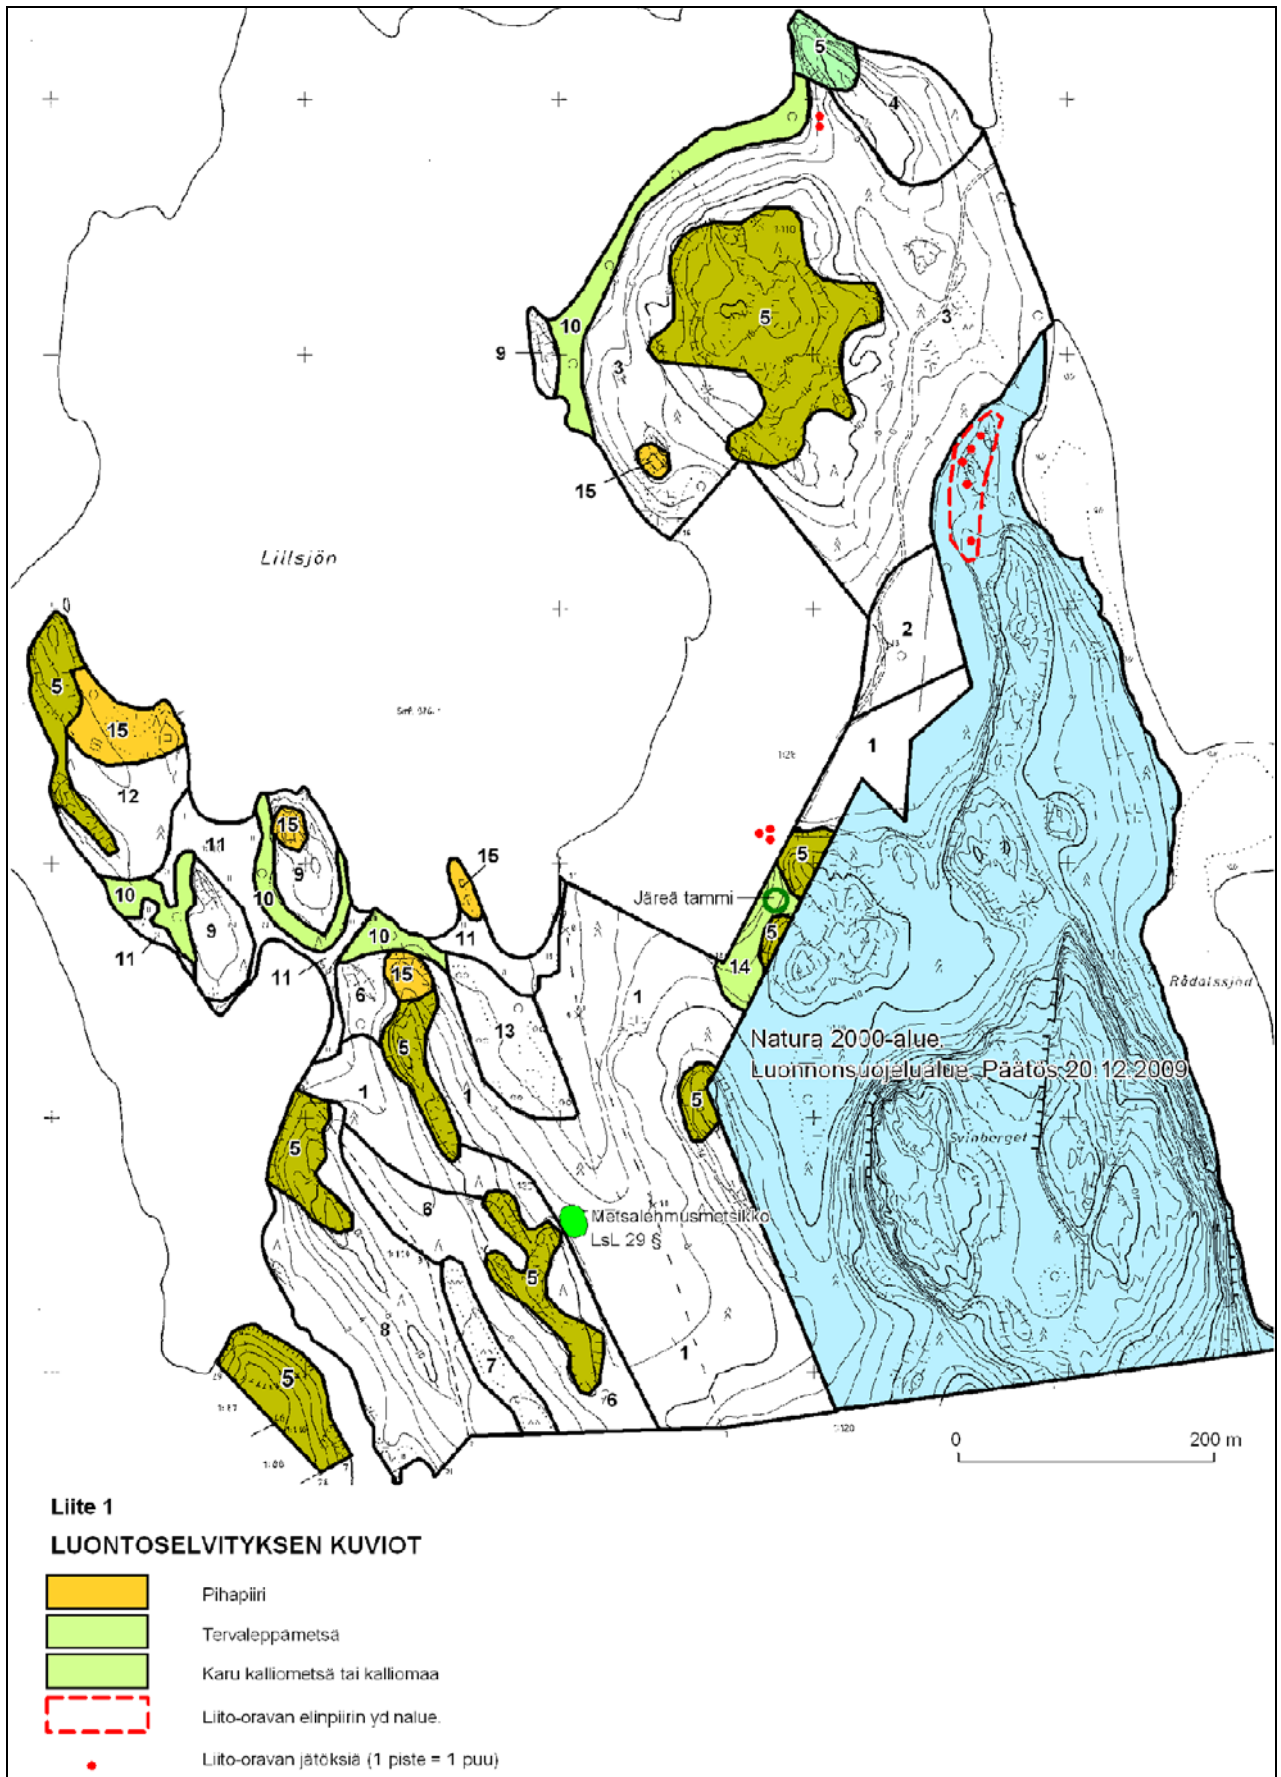 5
4
3
5
10
9
3
15
Lillsjön
2
5
15
1
12
11
15
9
10
15
5
10
Järeä tammi
9
10
11
5
11
11
14
15
6
1
13
Rådalssjön
Natura 2000-alue.
Luonnonsuojelualue. Päätös 20.12.2009
5
1
1
5
5
Svinberget
6
Metsälehmusmetsikkö
LsL 29 §
5
8
1
7
5
6
0 200 m
Liite 1
LUONTOSELVITYKSEN KUVIOT
Pihapiiri
Tervaleppämetsä
Karu kalliometsä tai kalliomaa
Liito-oravan elinpiirin yd nalue.
Liito-oravan jätöksiä (1 piste = 1 puu)